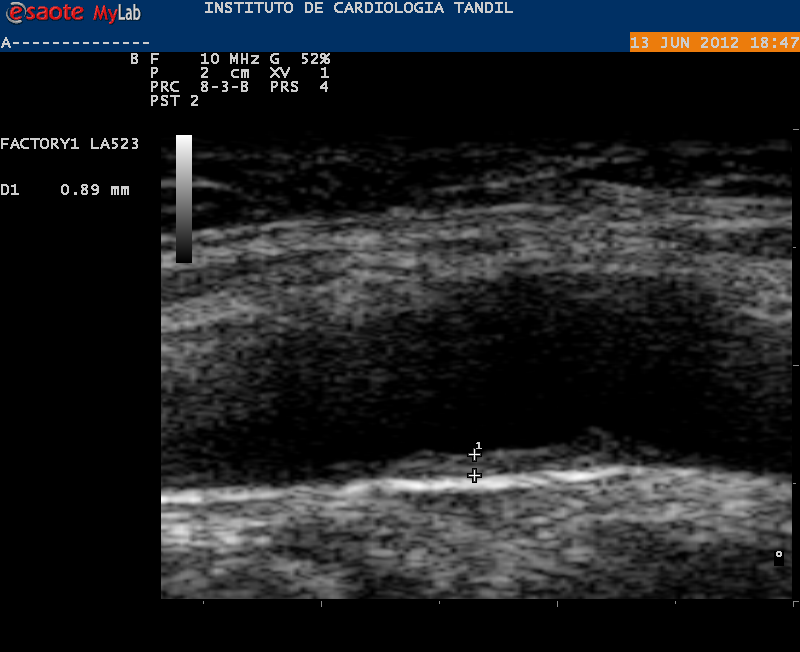 esaote MyLab
INSTITUTO DE CARDIOLOGIA TANDIL
A--------------
13 JUN 2012 18:47
B F 10 MHz G 52%
P 2 cm XV 1
PRC 8-3-B PRS 4
PST 2
FACTORY1 LA523
D1 0.89 mm
1